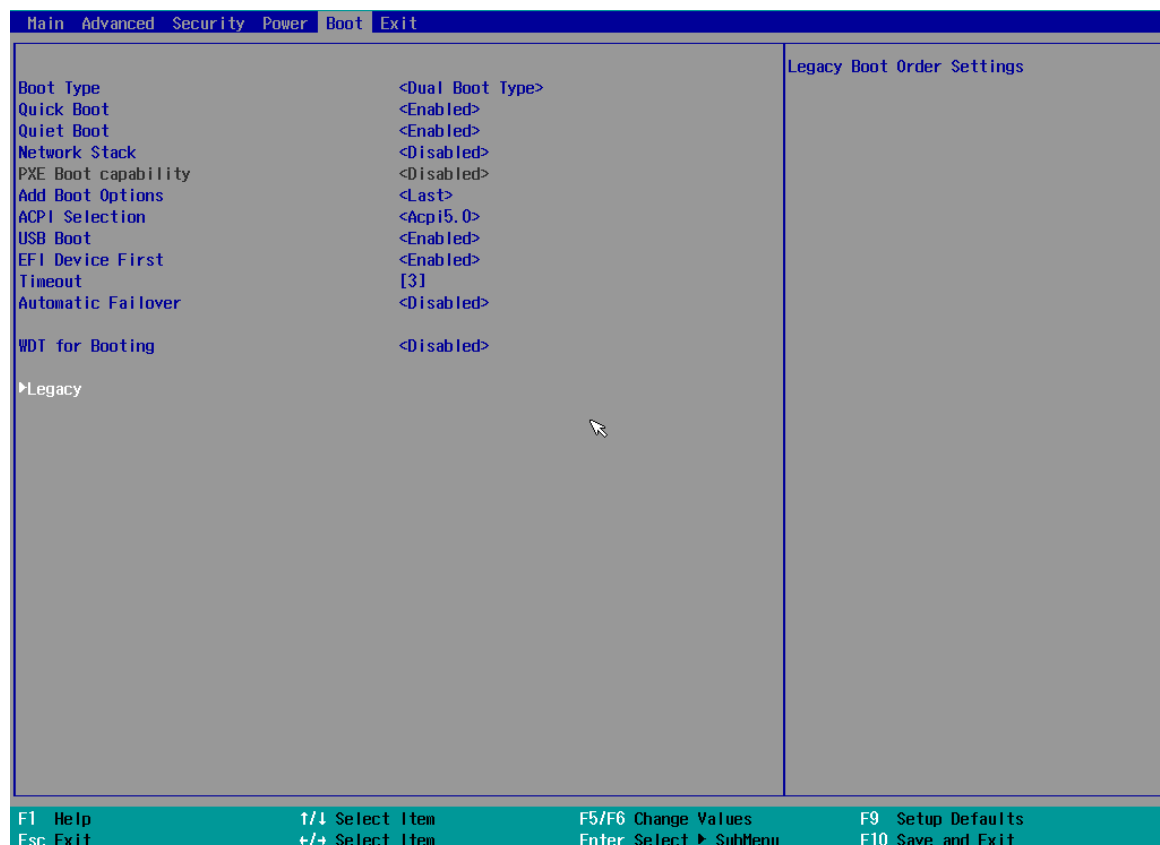 Main Advanced Security Power Boot Exit
Legacy Boot Order Settings
Boot Type <Dual Boot Type>
Quick Boot <Enabled>
Quiet Boot <Enabled>
Network Stack <Disabled>
PXE Boot capability <Disabled>
Add Boot Options <Last>
ACPI Selection <Acpi5.0>
USB Boot <Enabled>
EFI Device First <Enabled>
Timeout [3]
Automatic Failover <Disabled>
WDT for Booting <Disabled>
▶Legacy
F1 Help ↑/↓ Select Item F5/F6 Change Values F9 Setup Defaults
Esc Exit ←/→ Select Item Enter Select ▶ SubMenu F10 Save and Exit